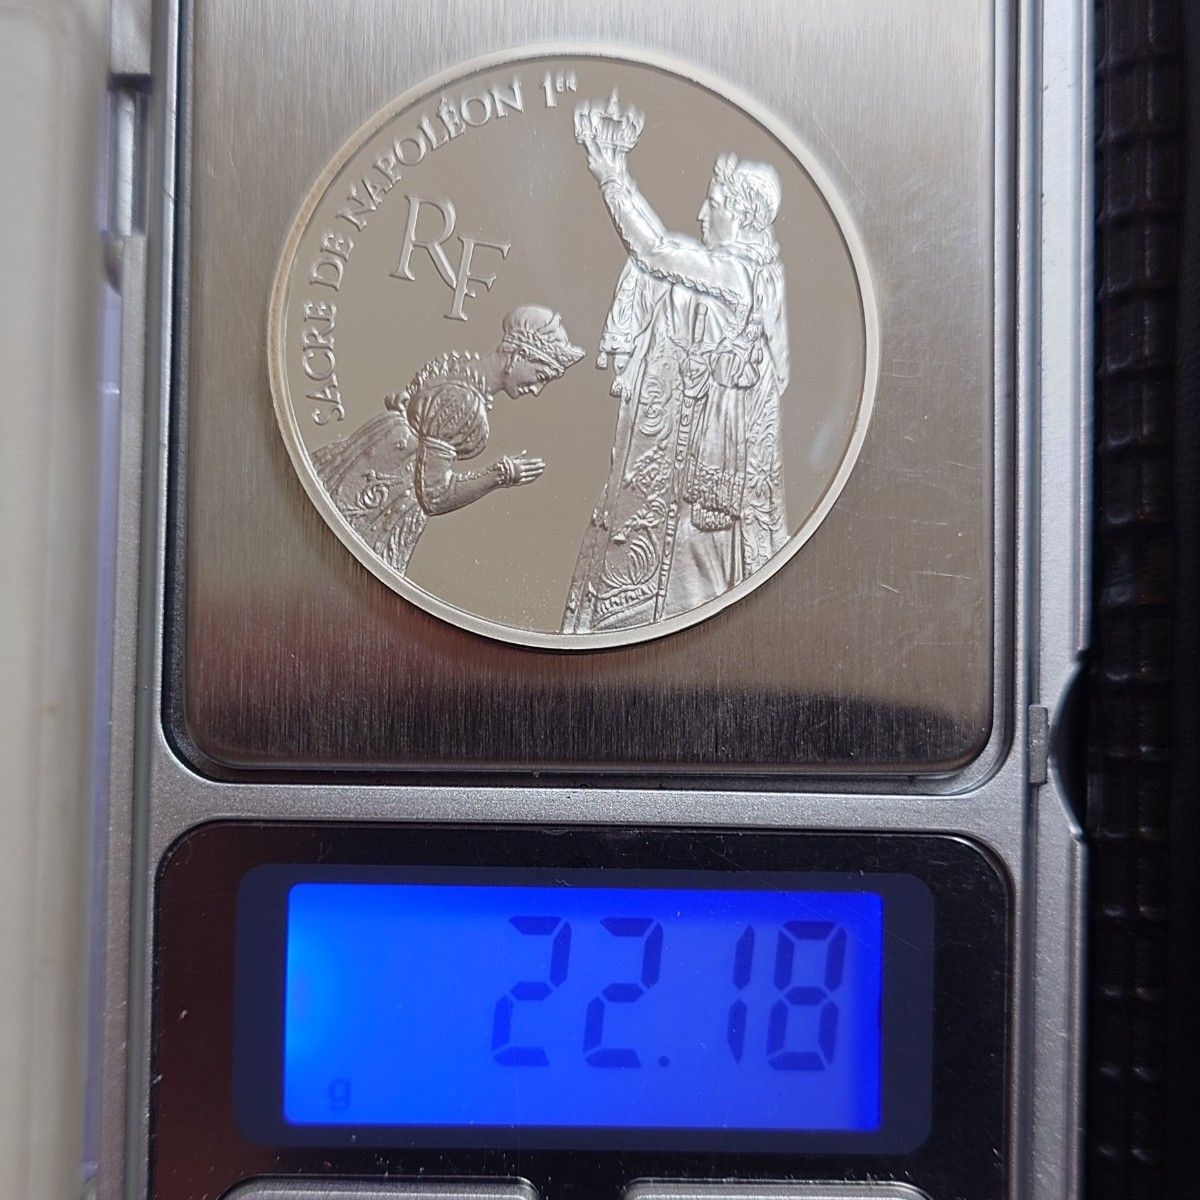 SACRE DE NAPOLÉON 1ER
RF
22.18
g